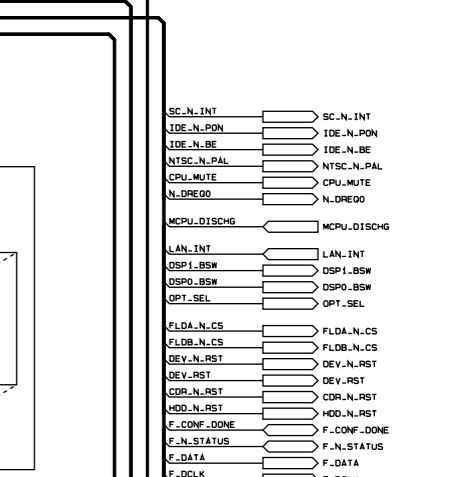 SC_N_INT SC_N_INT
IDE_N_PON IDE_N_PON
IDE_N_BE IDE_N_BE
NTSC_N_PAL NTSC_N_PAL
CPU_MUTE CPU_MUTE
N_DREQ0 N_DREQ0
MCPU_DISCHG MCPU_DISCHG
LAN_INT LAN_INT
DSP1_BSW DSP1_BSW
DSP0_BSW DSP0_BSW
OPT_SEL OPT_SEL
FLDA_N_CS FLDA_N_CS
FLDB_N_CS FLDB_N_CS
DEV_N_RST DEV_N_RST
DEV_RST DEV_RST
CDR_N_RST CDR_N_RST
HDD_N_RST HDD_N_RST
F_CONF_DONE F_CONF_DONE
F_N_STATUS F_N_STATUS
F_DATA F_DATA
F_DCLK